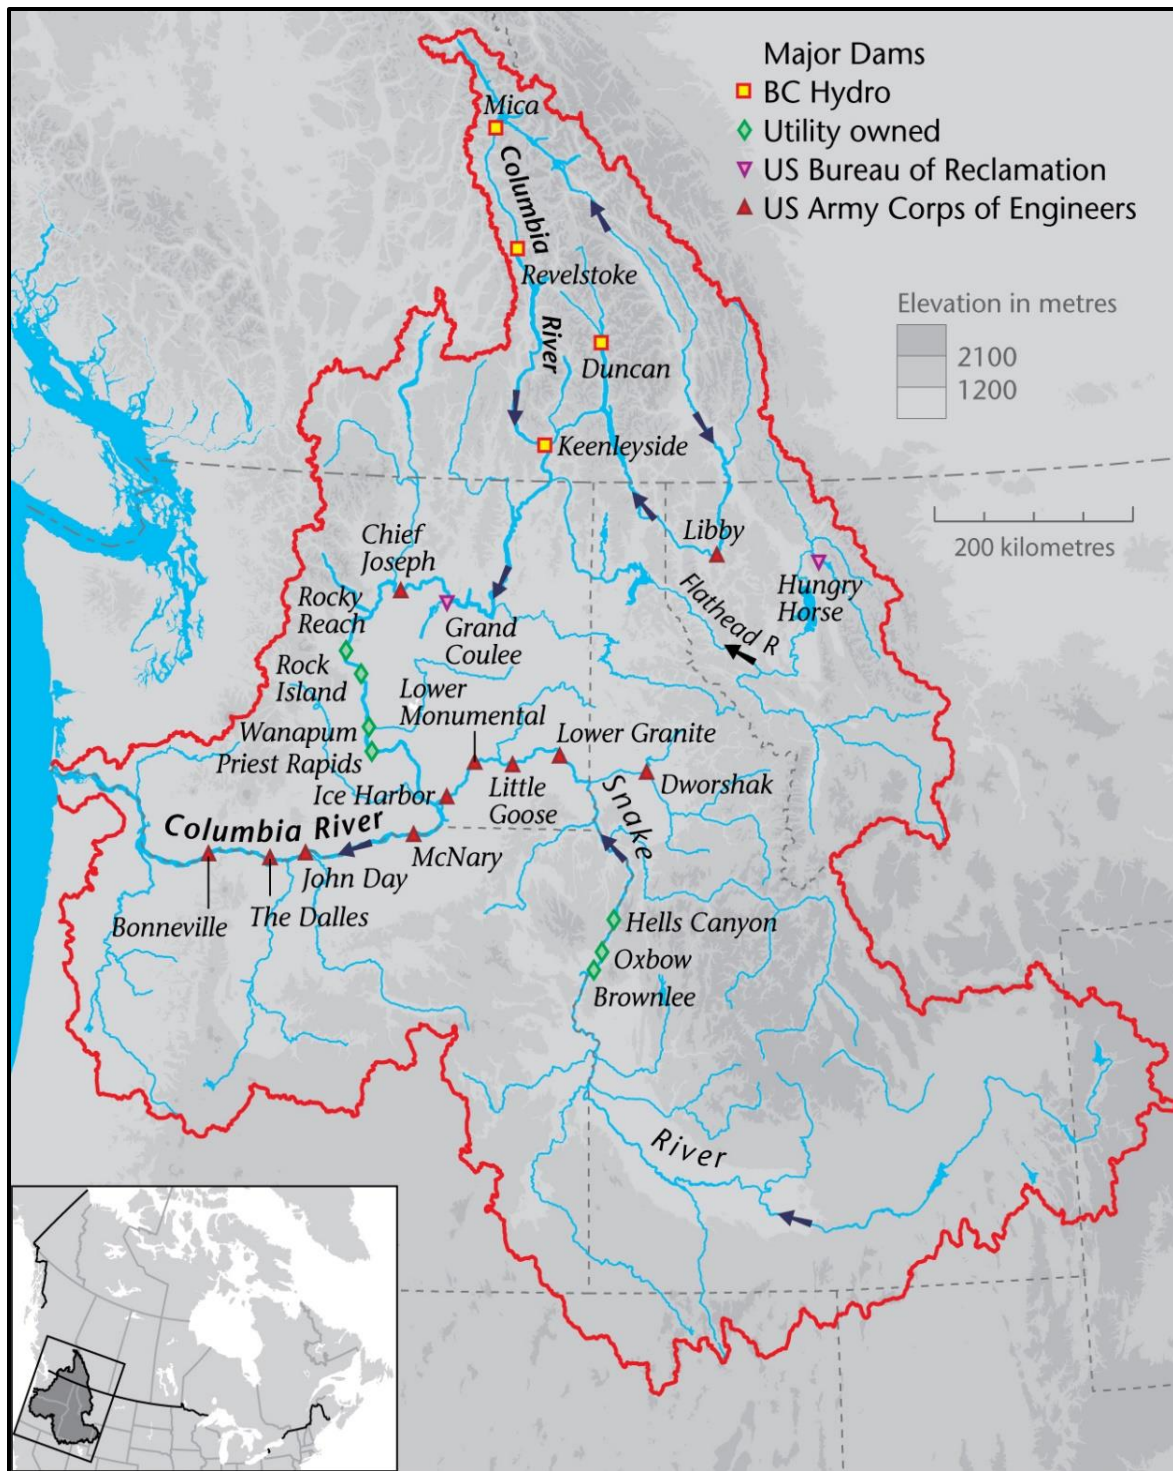 Major Dams
BC Hydro
Utility owned
US Bureau of Reclamation
US Army Corps of Engineers
Elevation in metres
2100
1200
200 kilometres
Mica
Columbia
River
Revelstoke
Duncan
Keenleyside
Libby
Hungry
Horse
Flathead R
Chief
Joseph
Rocky
Reach
Grand
Coulee
Rock
Island
Lower
Monumental
Wanapum
Priest Rapids
Lower Granite
Dworshak
Little
Goose
Ice Harbor
Snake
Columbia River
McNary
John Day
The Dalles
Bonneville
Hells Canyon
Oxbow
Brownlee
River